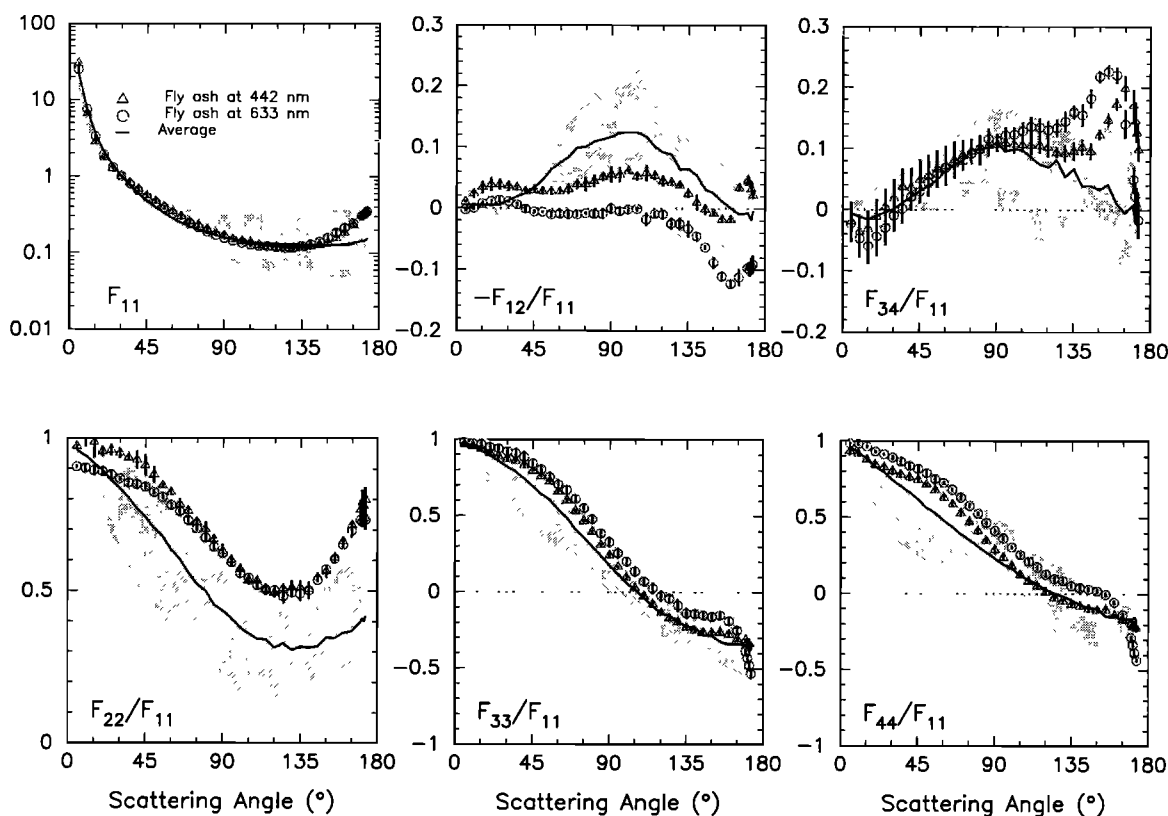 100
10
1
0.1
0.01
Fly ash at 442 nm
Fly ash at 633 nm
Average
F11
0 45 90 135 180
0.3
0.2
0.1
0
-0.1
-0.2
-F12/F11
0 45 90 135 180
0.3
0.2
0.1
0
-0.1
-0.2
F34/F11
0 45 90 135 180
1
0.5
0
F22/F11
0 45 90 135 180
Scattering Angle (°)
1
0.5
0
-0.5
-1
F33/F11
0 45 90 135 180
Scattering Angle (°)
1
0.5
0
-0.5
-1
F44/F11
0 45 90 135 180
Scattering Angle (°)